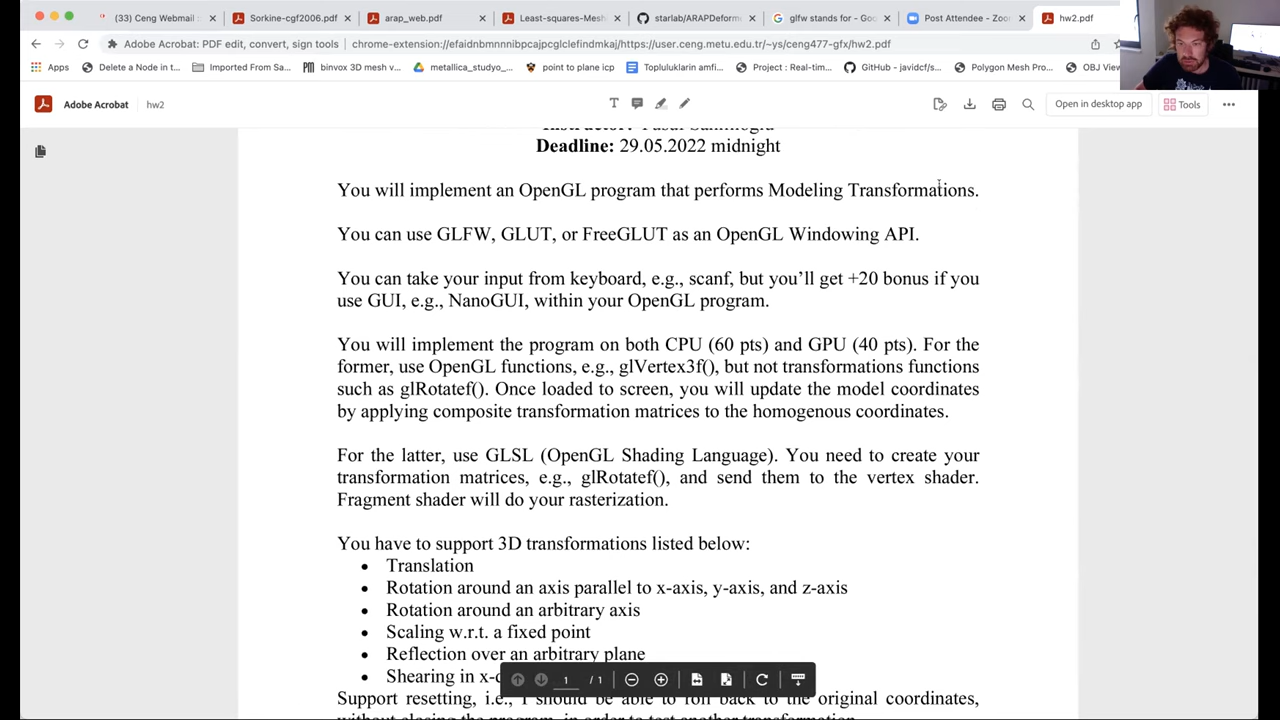 (33) Ceng Webmail
Sorkine-cgf2006.pdf
arap_web.pdf
Least-squares-Mesh
starlab/ARAPDeform
glfw stands for - Goo
Post Attendee - Zoom
hw2.pdf
Adobe Acrobat: PDF edit, convert, sign tools | chrome-extension://efaidnbmnnnibpcajpcglclefindmkaj/https://user.ceng.metu.edu.tr/~ys/ceng477-gfx/hw2.pdf
Apps
Delete a Node in t...
Imported From Sa...
binvox 3D mesh v...
metallica_studyo_...
point to plane icp
Toplulukların amfi...
Project : Real-tim...
GitHub - javidcf/s...
Polygon Mesh Pro...
OBJ View
Adobe Acrobat
hw2
Open in desktop app
Tools
Deadline: 29.05.2022 midnight
You will implement an OpenGL program that performs Modeling Transformations.
You can use GLFW, GLUT, or FreeGLUT as an OpenGL Windowing API.
You can take your input from keyboard, e.g., scanf, but you'll get +20 bonus if you
use GUI, e.g., NanoGUI, within your OpenGL program.
You will implement the program on both CPU (60 pts) and GPU (40 pts). For the
former, use OpenGL functions, e.g., glVertex3f(), but not transformations functions
such as glRotatef(). Once loaded to screen, you will update the model coordinates
by applying composite transformation matrices to the homogenous coordinates.
For the latter, use GLSL (OpenGL Shading Language). You need to create your
transformation matrices, e.g., glRotatef(), and send them to the vertex shader.
Fragment shader will do your rasterization.
You have to support 3D transformations listed below:
• Translation
• Rotation around an axis parallel to x-axis, y-axis, and z-axis
• Rotation around an arbitrary axis
• Scaling w.r.t. a fixed point
• Reflection over an arbitrary plane
• Shearing in x-
1 / 1
Support resetting, i.e., I should be able to roll back to the original coordinates,
without closing the program, in order to test another transformation.